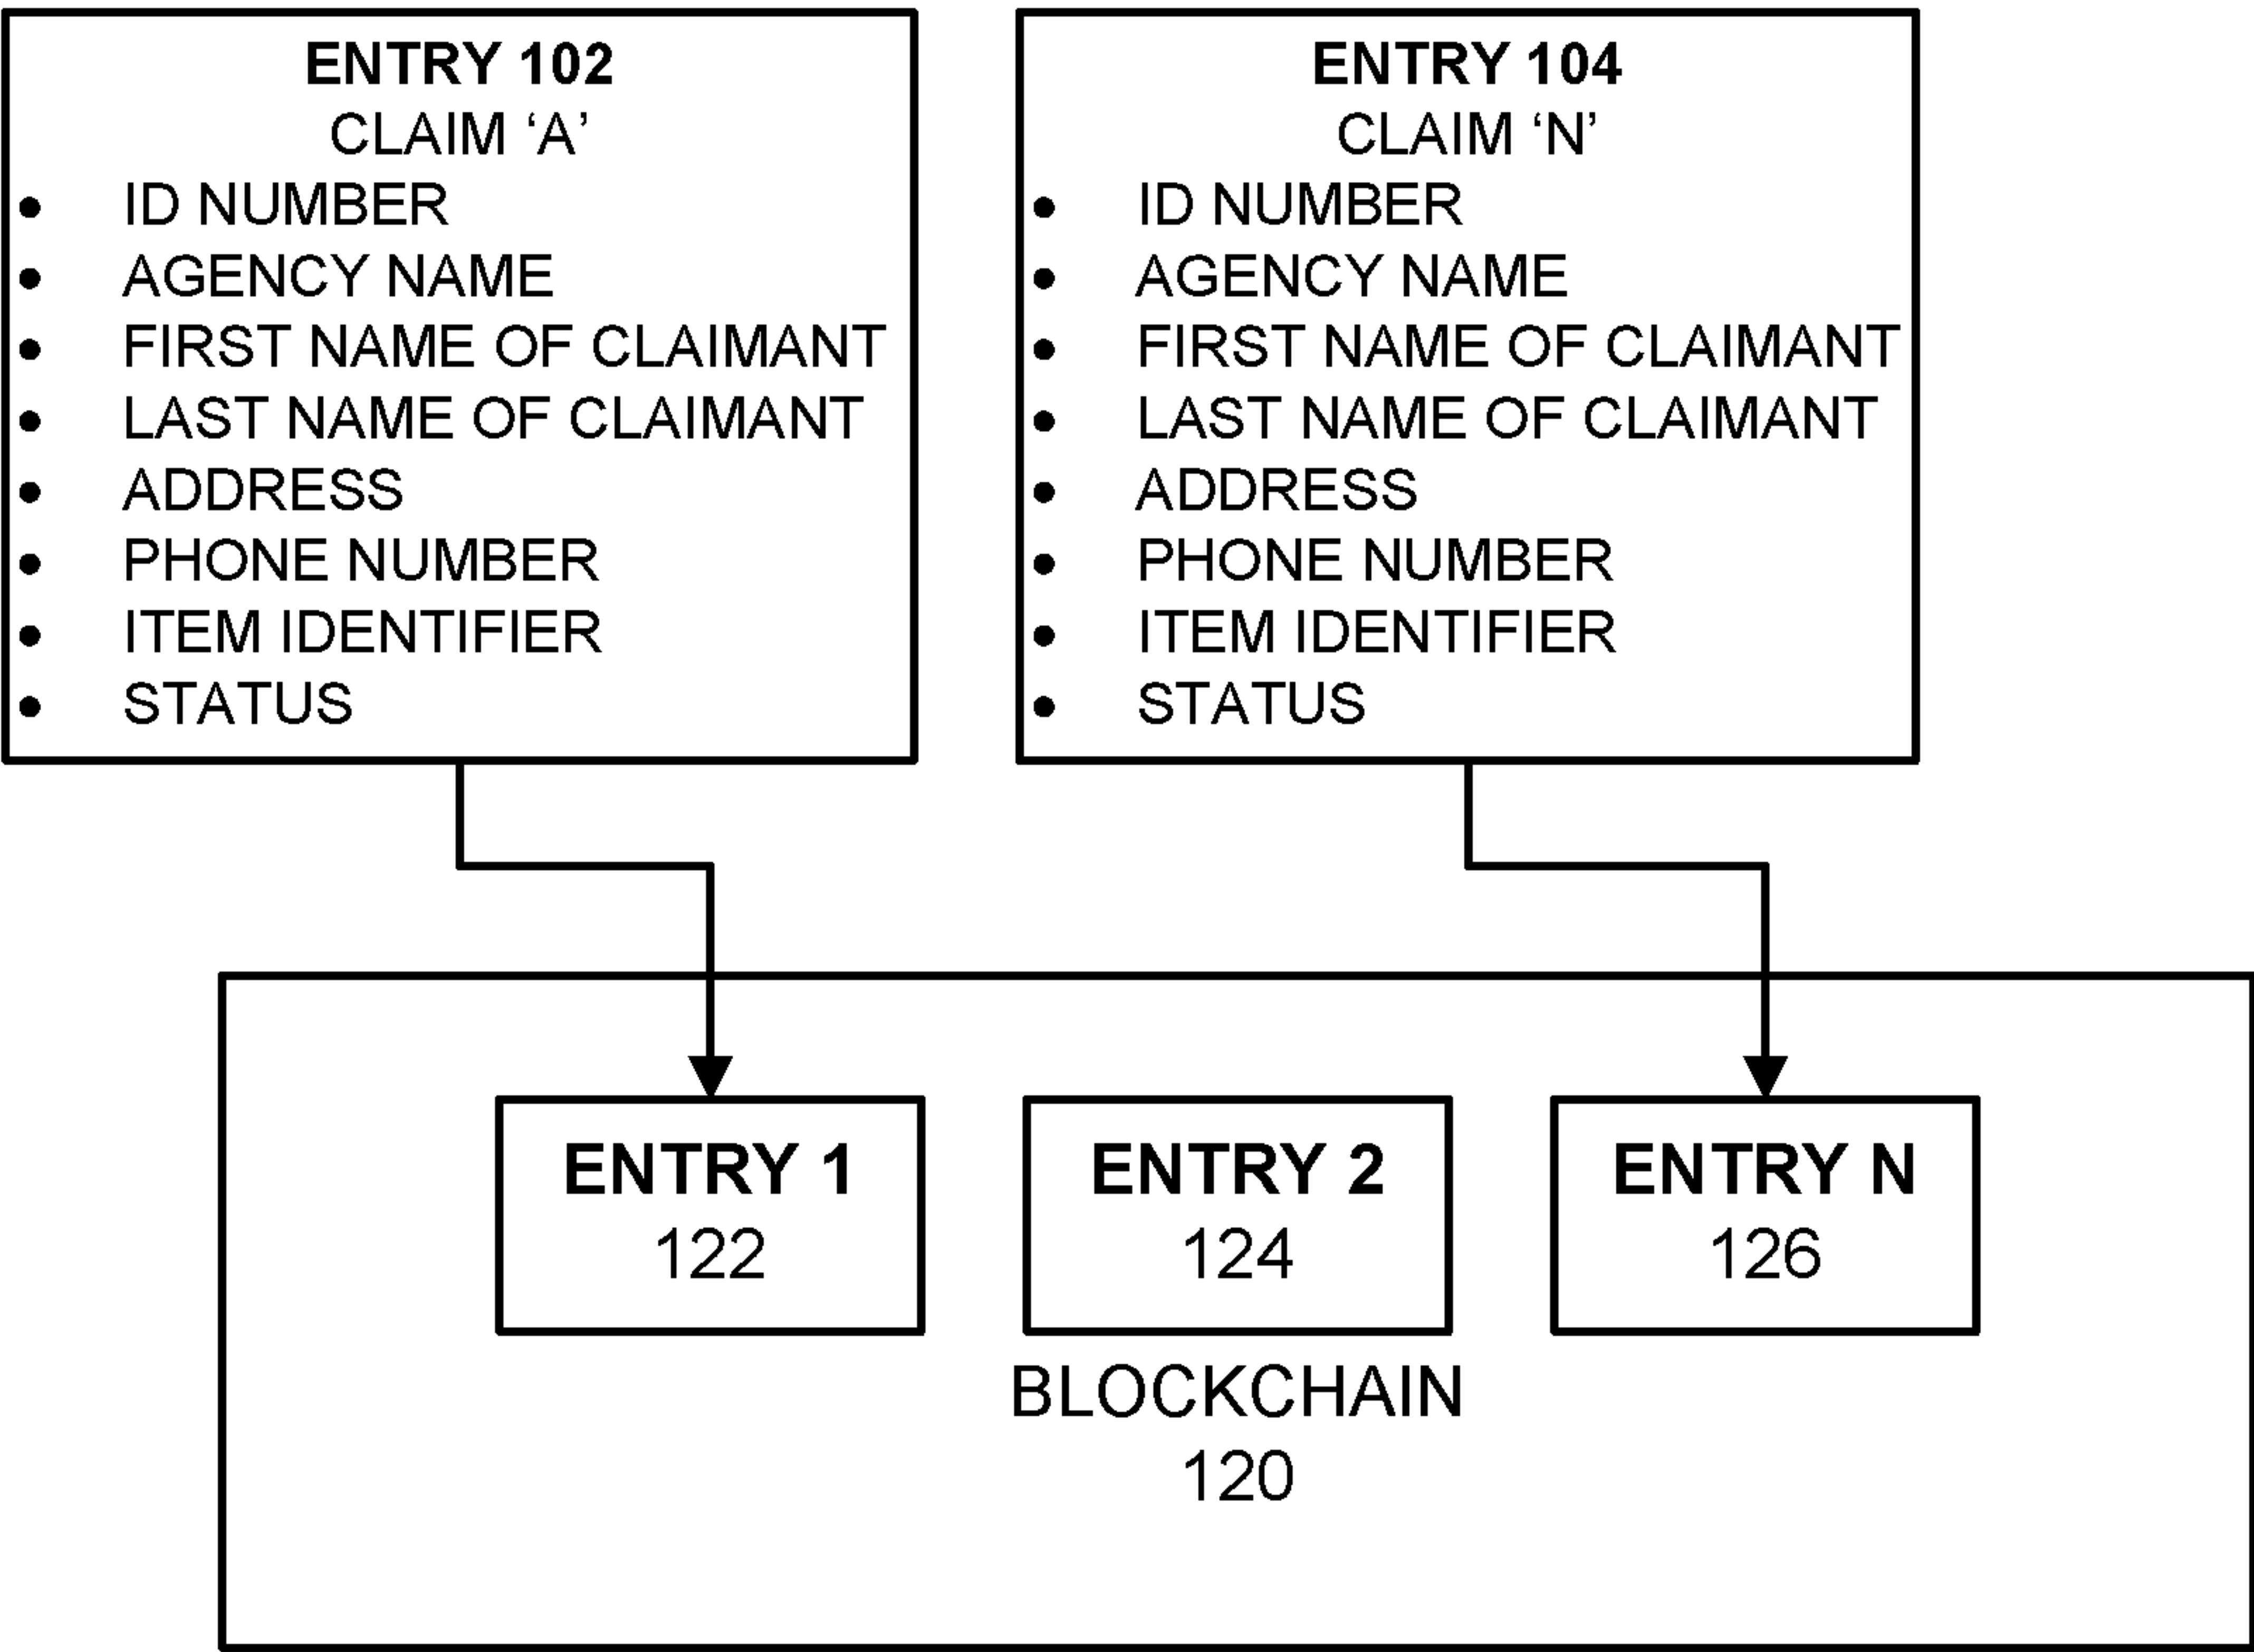 ENTRY 102
CLAIM ‘A’
• ID NUMBER
• AGENCY NAME
• FIRST NAME OF CLAIMANT
• LAST NAME OF CLAIMANT
• ADDRESS
• PHONE NUMBER
• ITEM IDENTIFIER
• STATUS
ENTRY 104
CLAIM ‘N’
• ID NUMBER
• AGENCY NAME
• FIRST NAME OF CLAIMANT
• LAST NAME OF CLAIMANT
• ADDRESS
• PHONE NUMBER
• ITEM IDENTIFIER
• STATUS
ENTRY 1
122
ENTRY 2
124
ENTRY N
126
BLOCKCHAIN
120